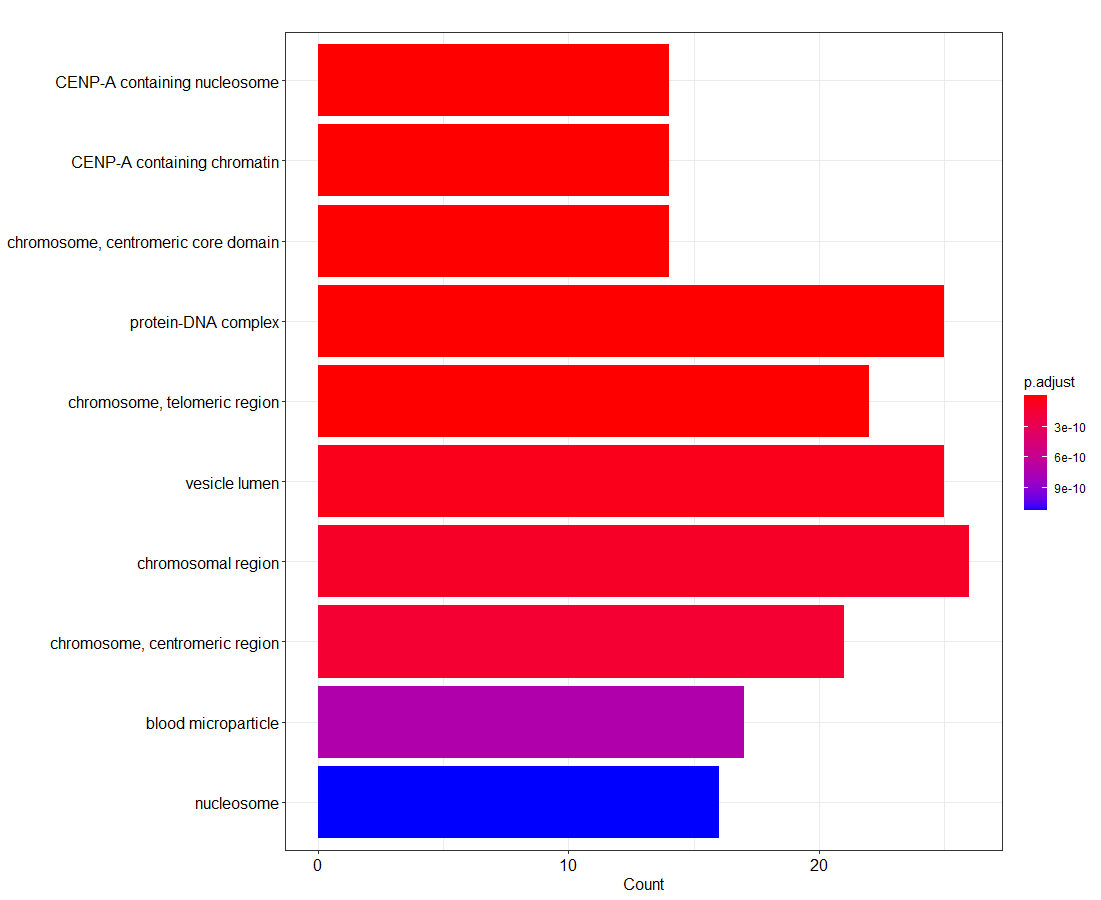 CENP-A containing nucleosome
CENP-A containing chromatin
chromosome, centromeric core domain
protein-DNA complex
chromosome, telomeric region
vesicle lumen
chromosomal region
chromosome, centromeric region
blood microparticle
nucleosome
0
10
20
Count
p.adjust
3e-10
6e-10
9e-10